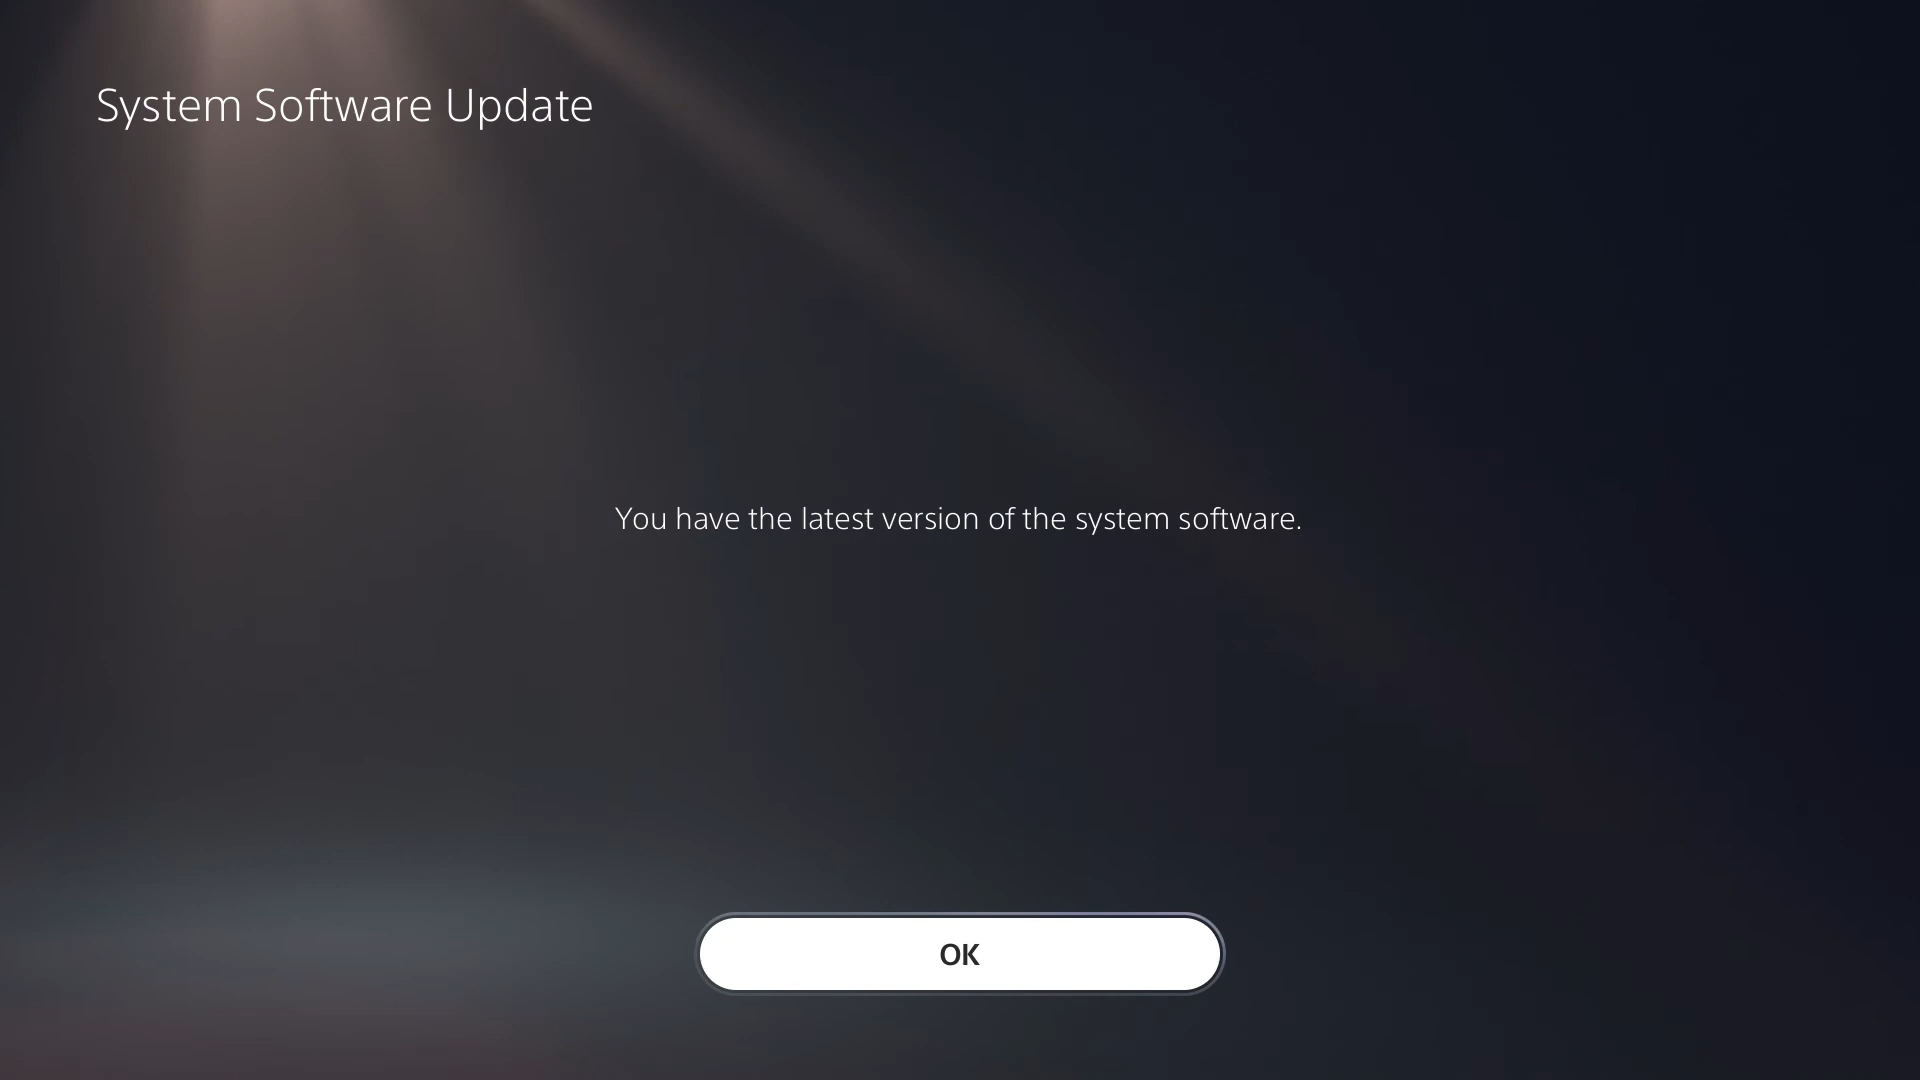 System Software Update
You have the latest version of the system software.
OK